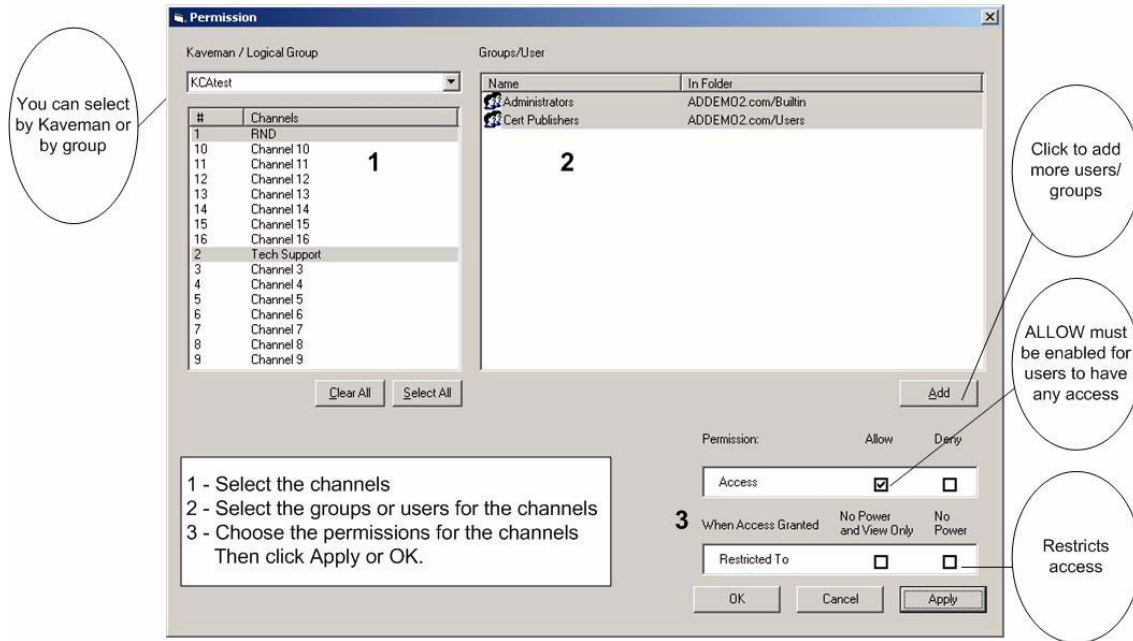 Permission
Kaveman / Logical Group
KCAtest
# Channels
1 RND
10 Channel 10
11 Channel 11
12 Channel 12
13 Channel 13
14 Channel 14
15 Channel 15
16 Channel 16
2 Tech Support
3 Channel 3
4 Channel 4
5 Channel 5
6 Channel 6
7 Channel 7
8 Channel 8
9 Channel 9
1
Clear All Select All
Groups/User
Name In Folder
Administrators ADDEMO2.com/Builtin
Cert Publishers ADDEMO2.com/Users
2
Add
Permission: Allow Deny
Access
3
When Access Granted
No Power
and View Only
No
Power
Restricted To
OK Cancel Apply
1 - Select the channels
2 - Select the groups or users for the channels
3 - Choose the permissions for the channels
Then click Apply or OK.
You can select
by Kaveman or
by group
Click to add
more users/
groups
ALLOW must
be enabled for
users to have
any access
Restricts
access